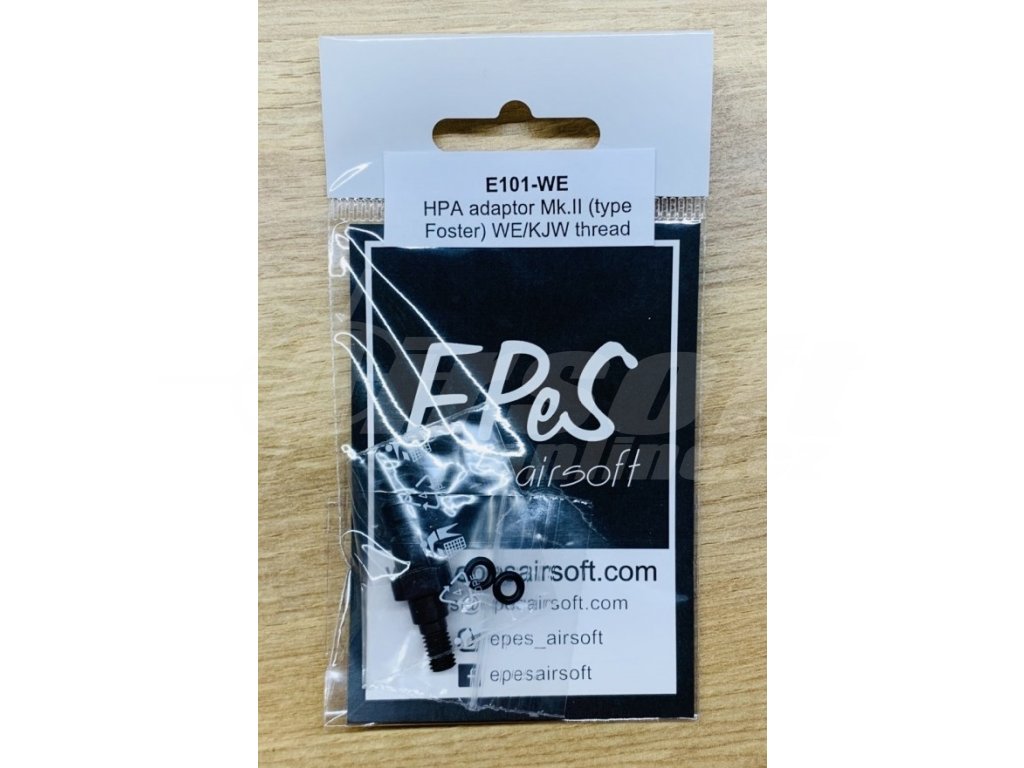 E101-WE
HPA adaptor Mk.II (type
Foster) WE/KJW thread
EPeS
airsoft
epesairsoft.com
epesairsoft.com
epes_airsoft
epesairsoft